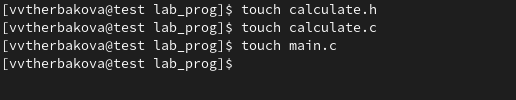 [vvtherbakova@test lab_prog]$ touch calculate.h
[vvtherbakova@test lab_prog]$ touch calculate.c
[vvtherbakova@test lab_prog]$ touch main.c
[vvtherbakova@test lab_prog]$